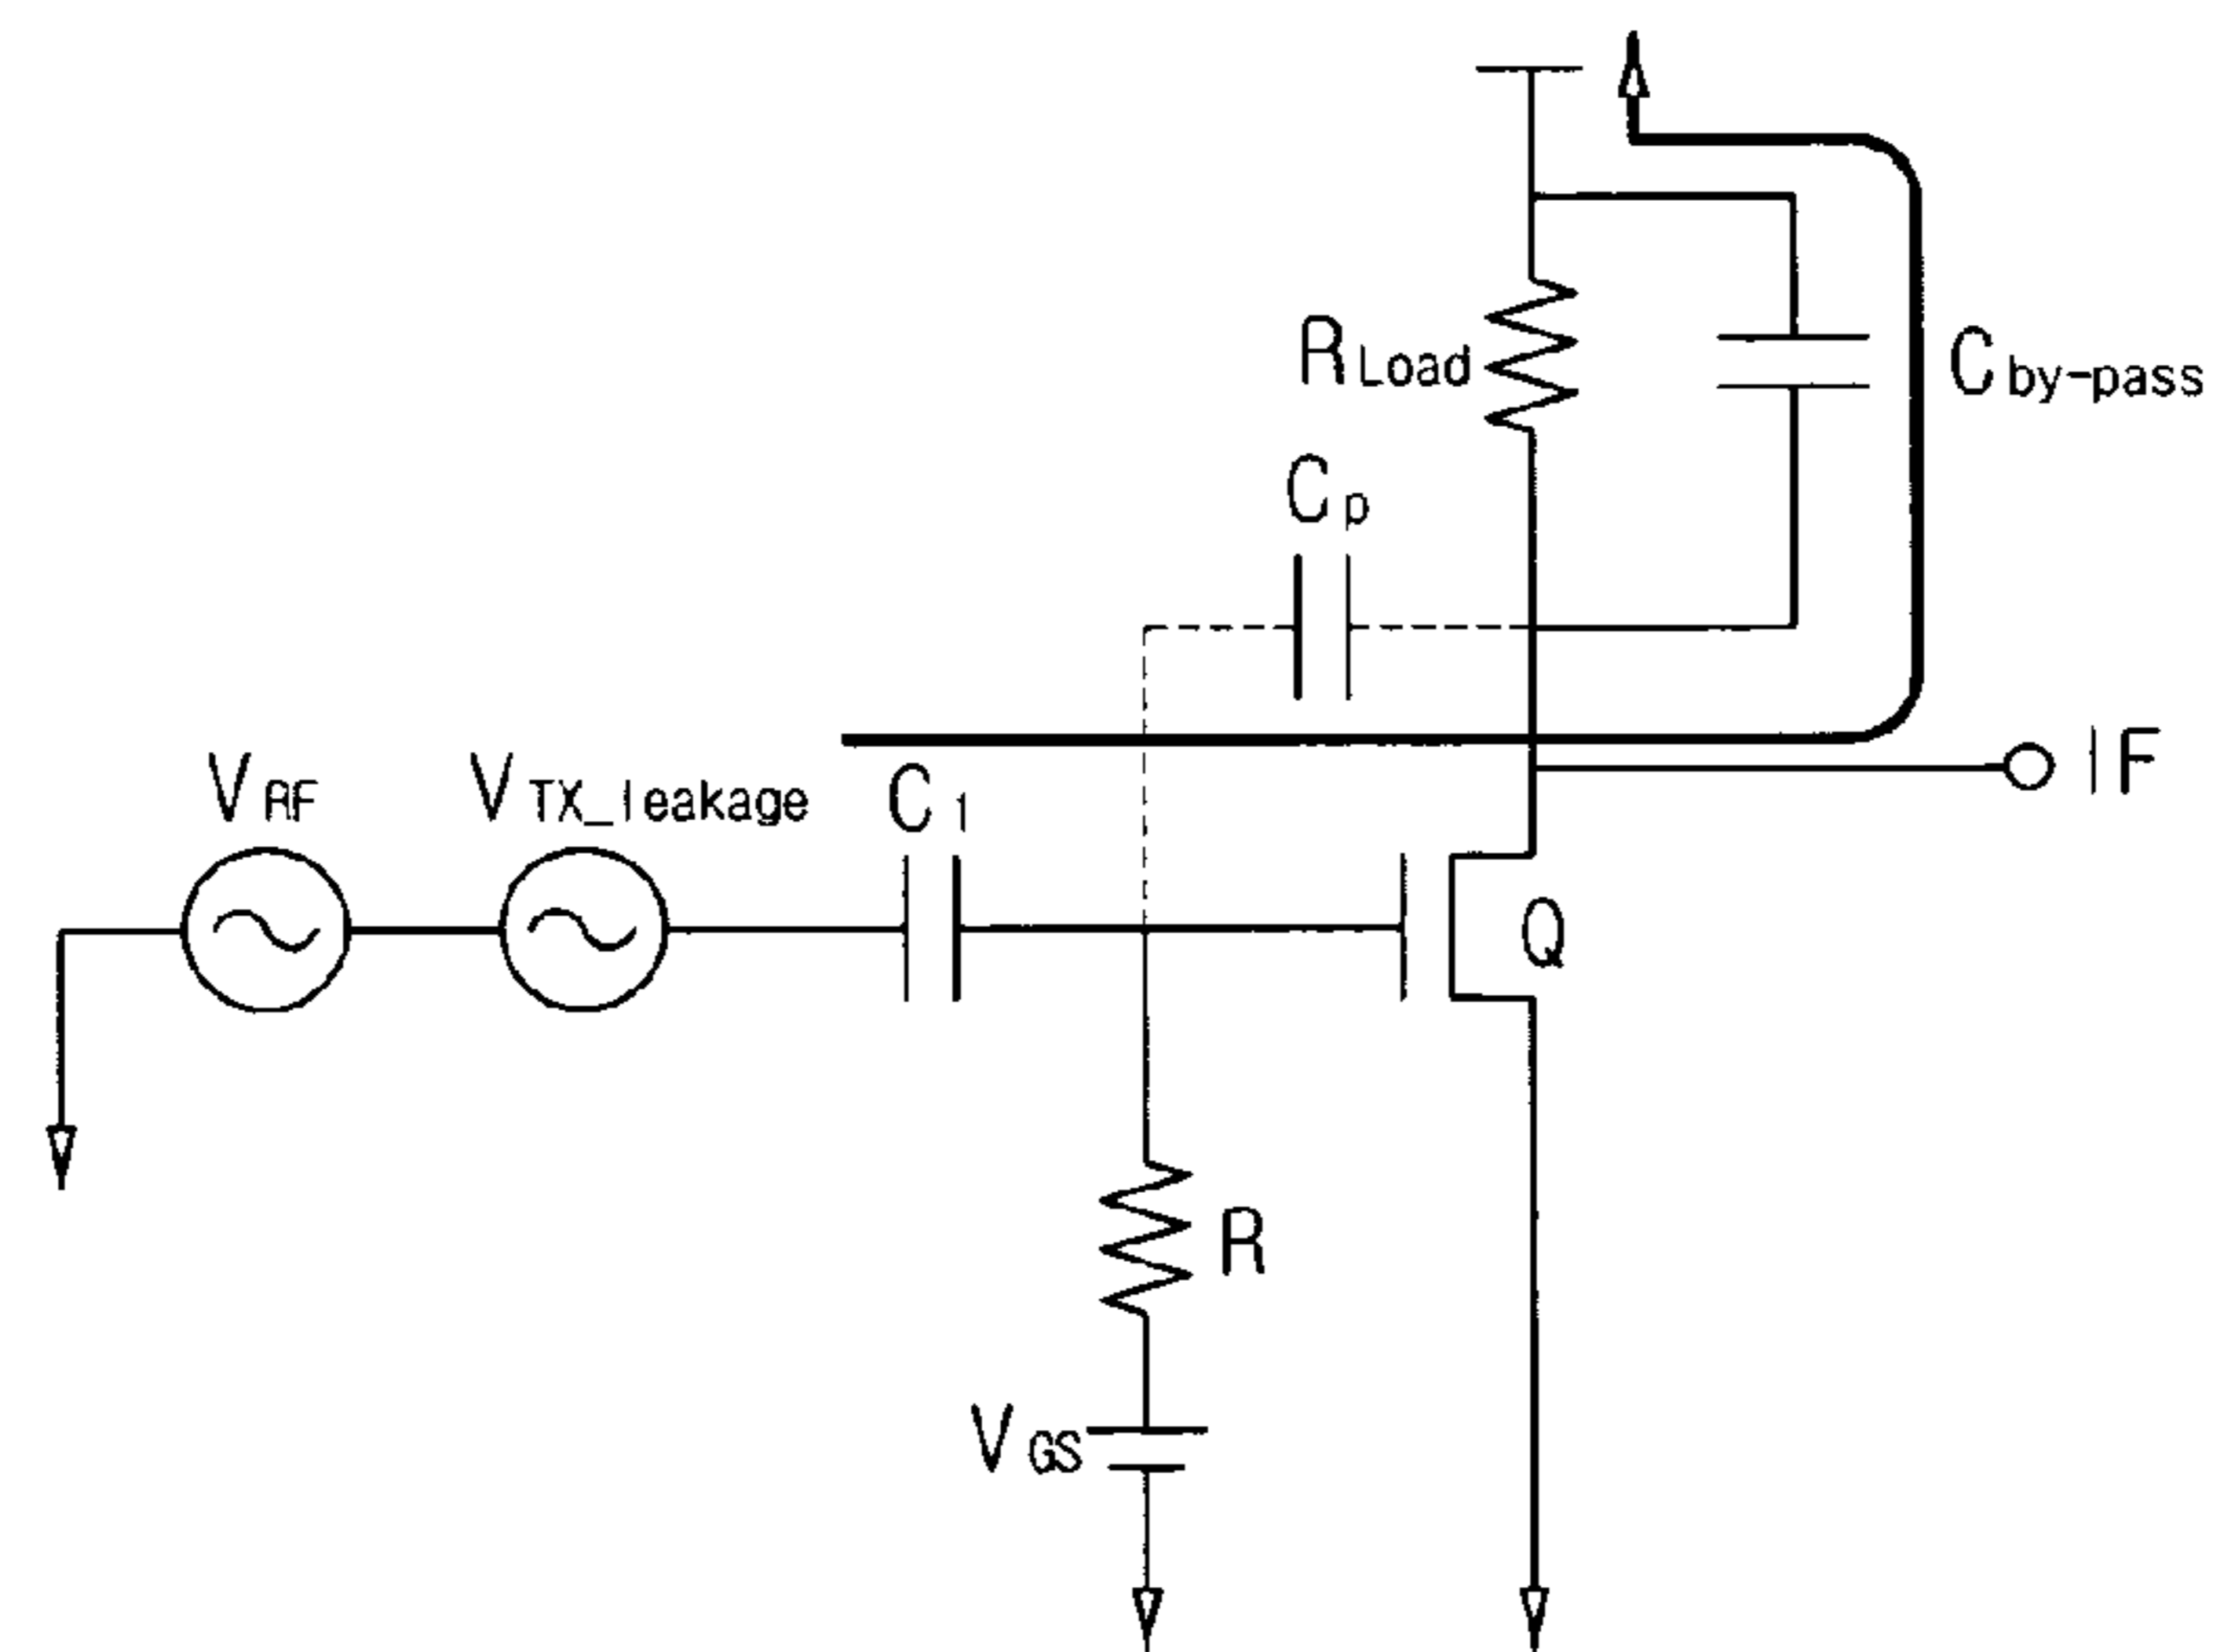 RLoad
Cby-pass
Cp
VRF
VTX_leakage
C1
IF
Q
R
VGS